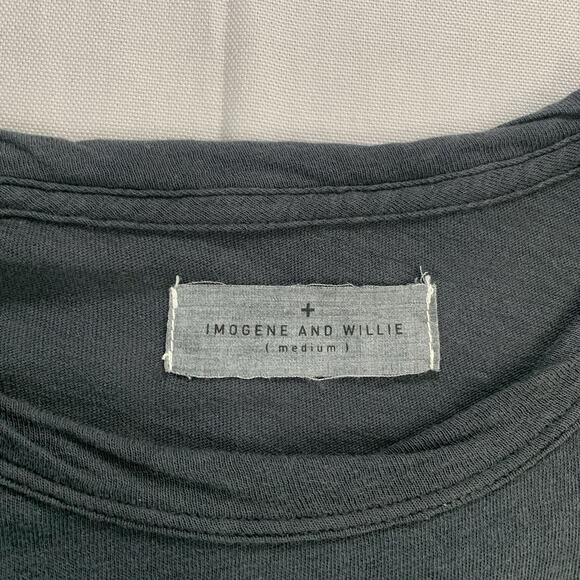 +
IMOGENE AND WILLIE
( medium )